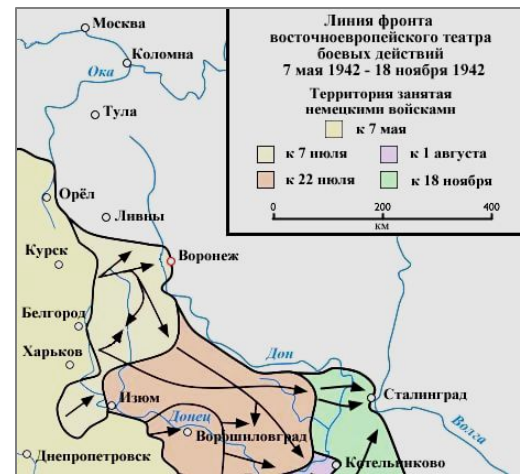 Линия фронта
восточноевропейского театра
боевых действий
7 мая 1942 - 18 ноября 1942
Территория занятая
немецкими войсками
к 7 мая
к 7 июля
к 1 августа
к 22 июля
к 18 ноября
0 200 400
км
Москва
Коломна
Ока
Тула
Орёл
Ливны
Курск
Воронеж
Белгород
Харьков
Дон
Изюм
Сталинград
Донец
Волга
Ворошиловград
Днепропетровск
Котельниково